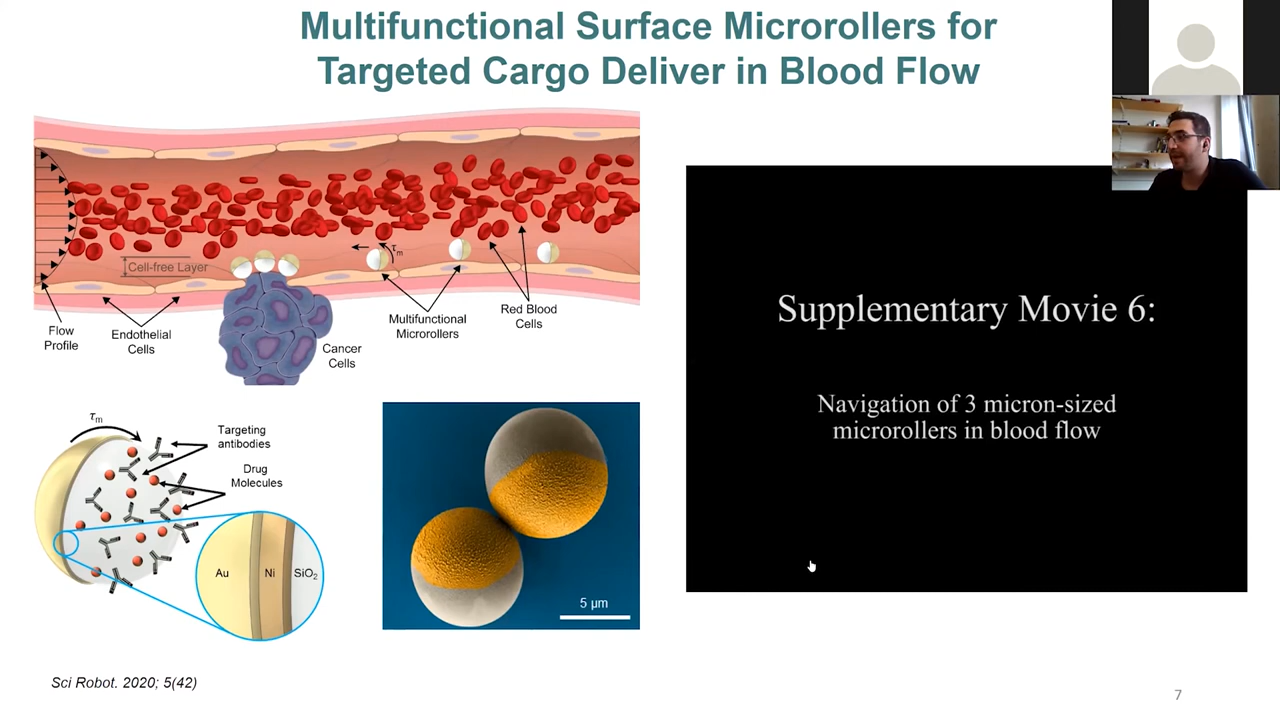 Multifunctional Surface Microrollers for
Targeted Cargo Deliver in Blood Flow
Cell-free Layer
τm
Flow
Profile
Endothelial
Cells
Cancer
Cells
Multifunctional
Microrollers
Red Blood
Cells
τm
Targeting
antibodies
Drug
Molecules
Au
Ni
SiO₂
5 µm
Supplementary Movie 6:
Navigation of 3 micron-sized
microrollers in blood flow
Sci Robot. 2020; 5(42)
7